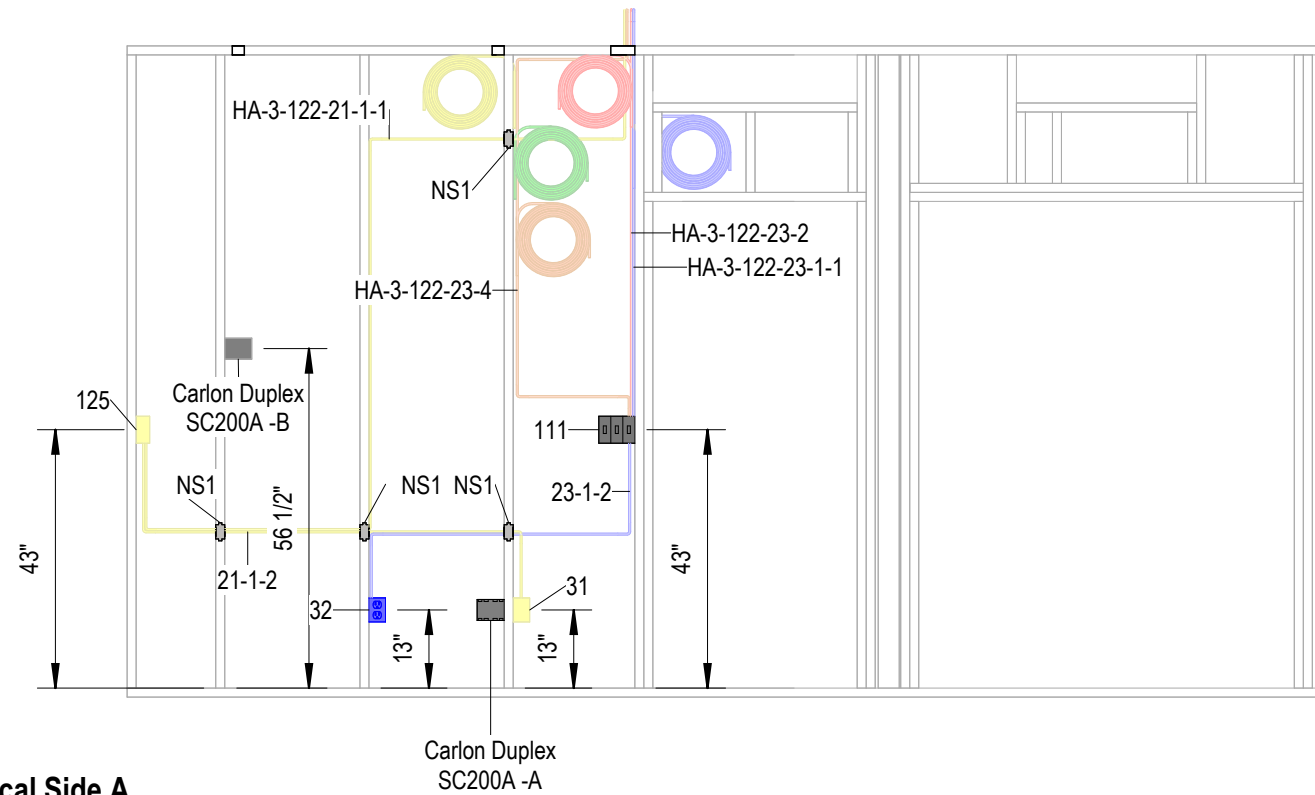 HA-3-122-21-1-1
NS1
HA-3-122-23-2
HA-3-122-23-1-1
HA-3-122-23-4
Carlon Duplex
SC200A -B
125
111
NS1
NS1
NS1
23-1-2
56 1/2"
43"
43"
21-1-2
32
31
13"
13"
Carlon Duplex
SC200A -A
Side A